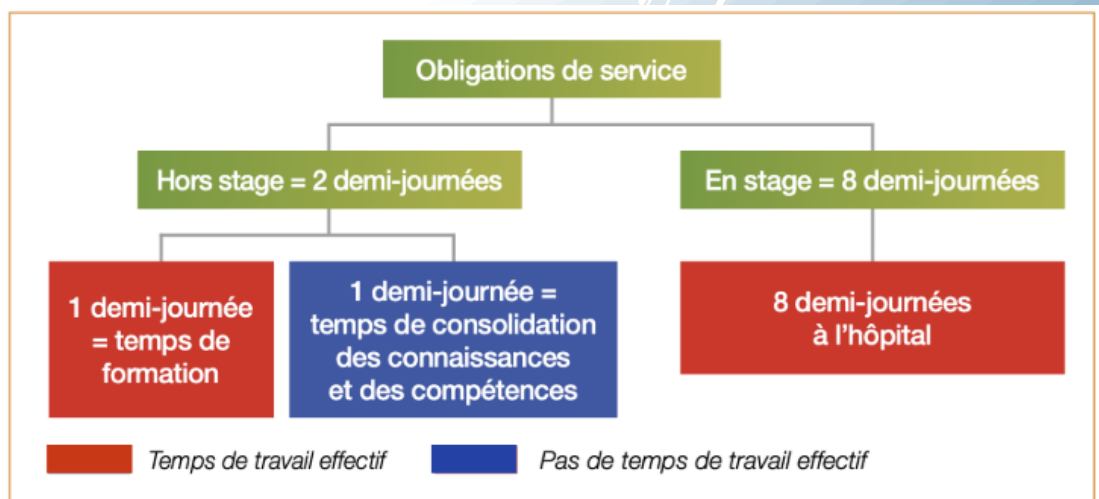 Obligations de service
Hors stage = 2 demi-journées
En stage = 8 demi-journées
1 demi-journée
= temps de
formation
1 demi-journée =
temps de consolidation
des connaissances
et des compétences
8 demi-journées
à l'hôpital
Temps de travail effectif
Pas de temps de travail effectif